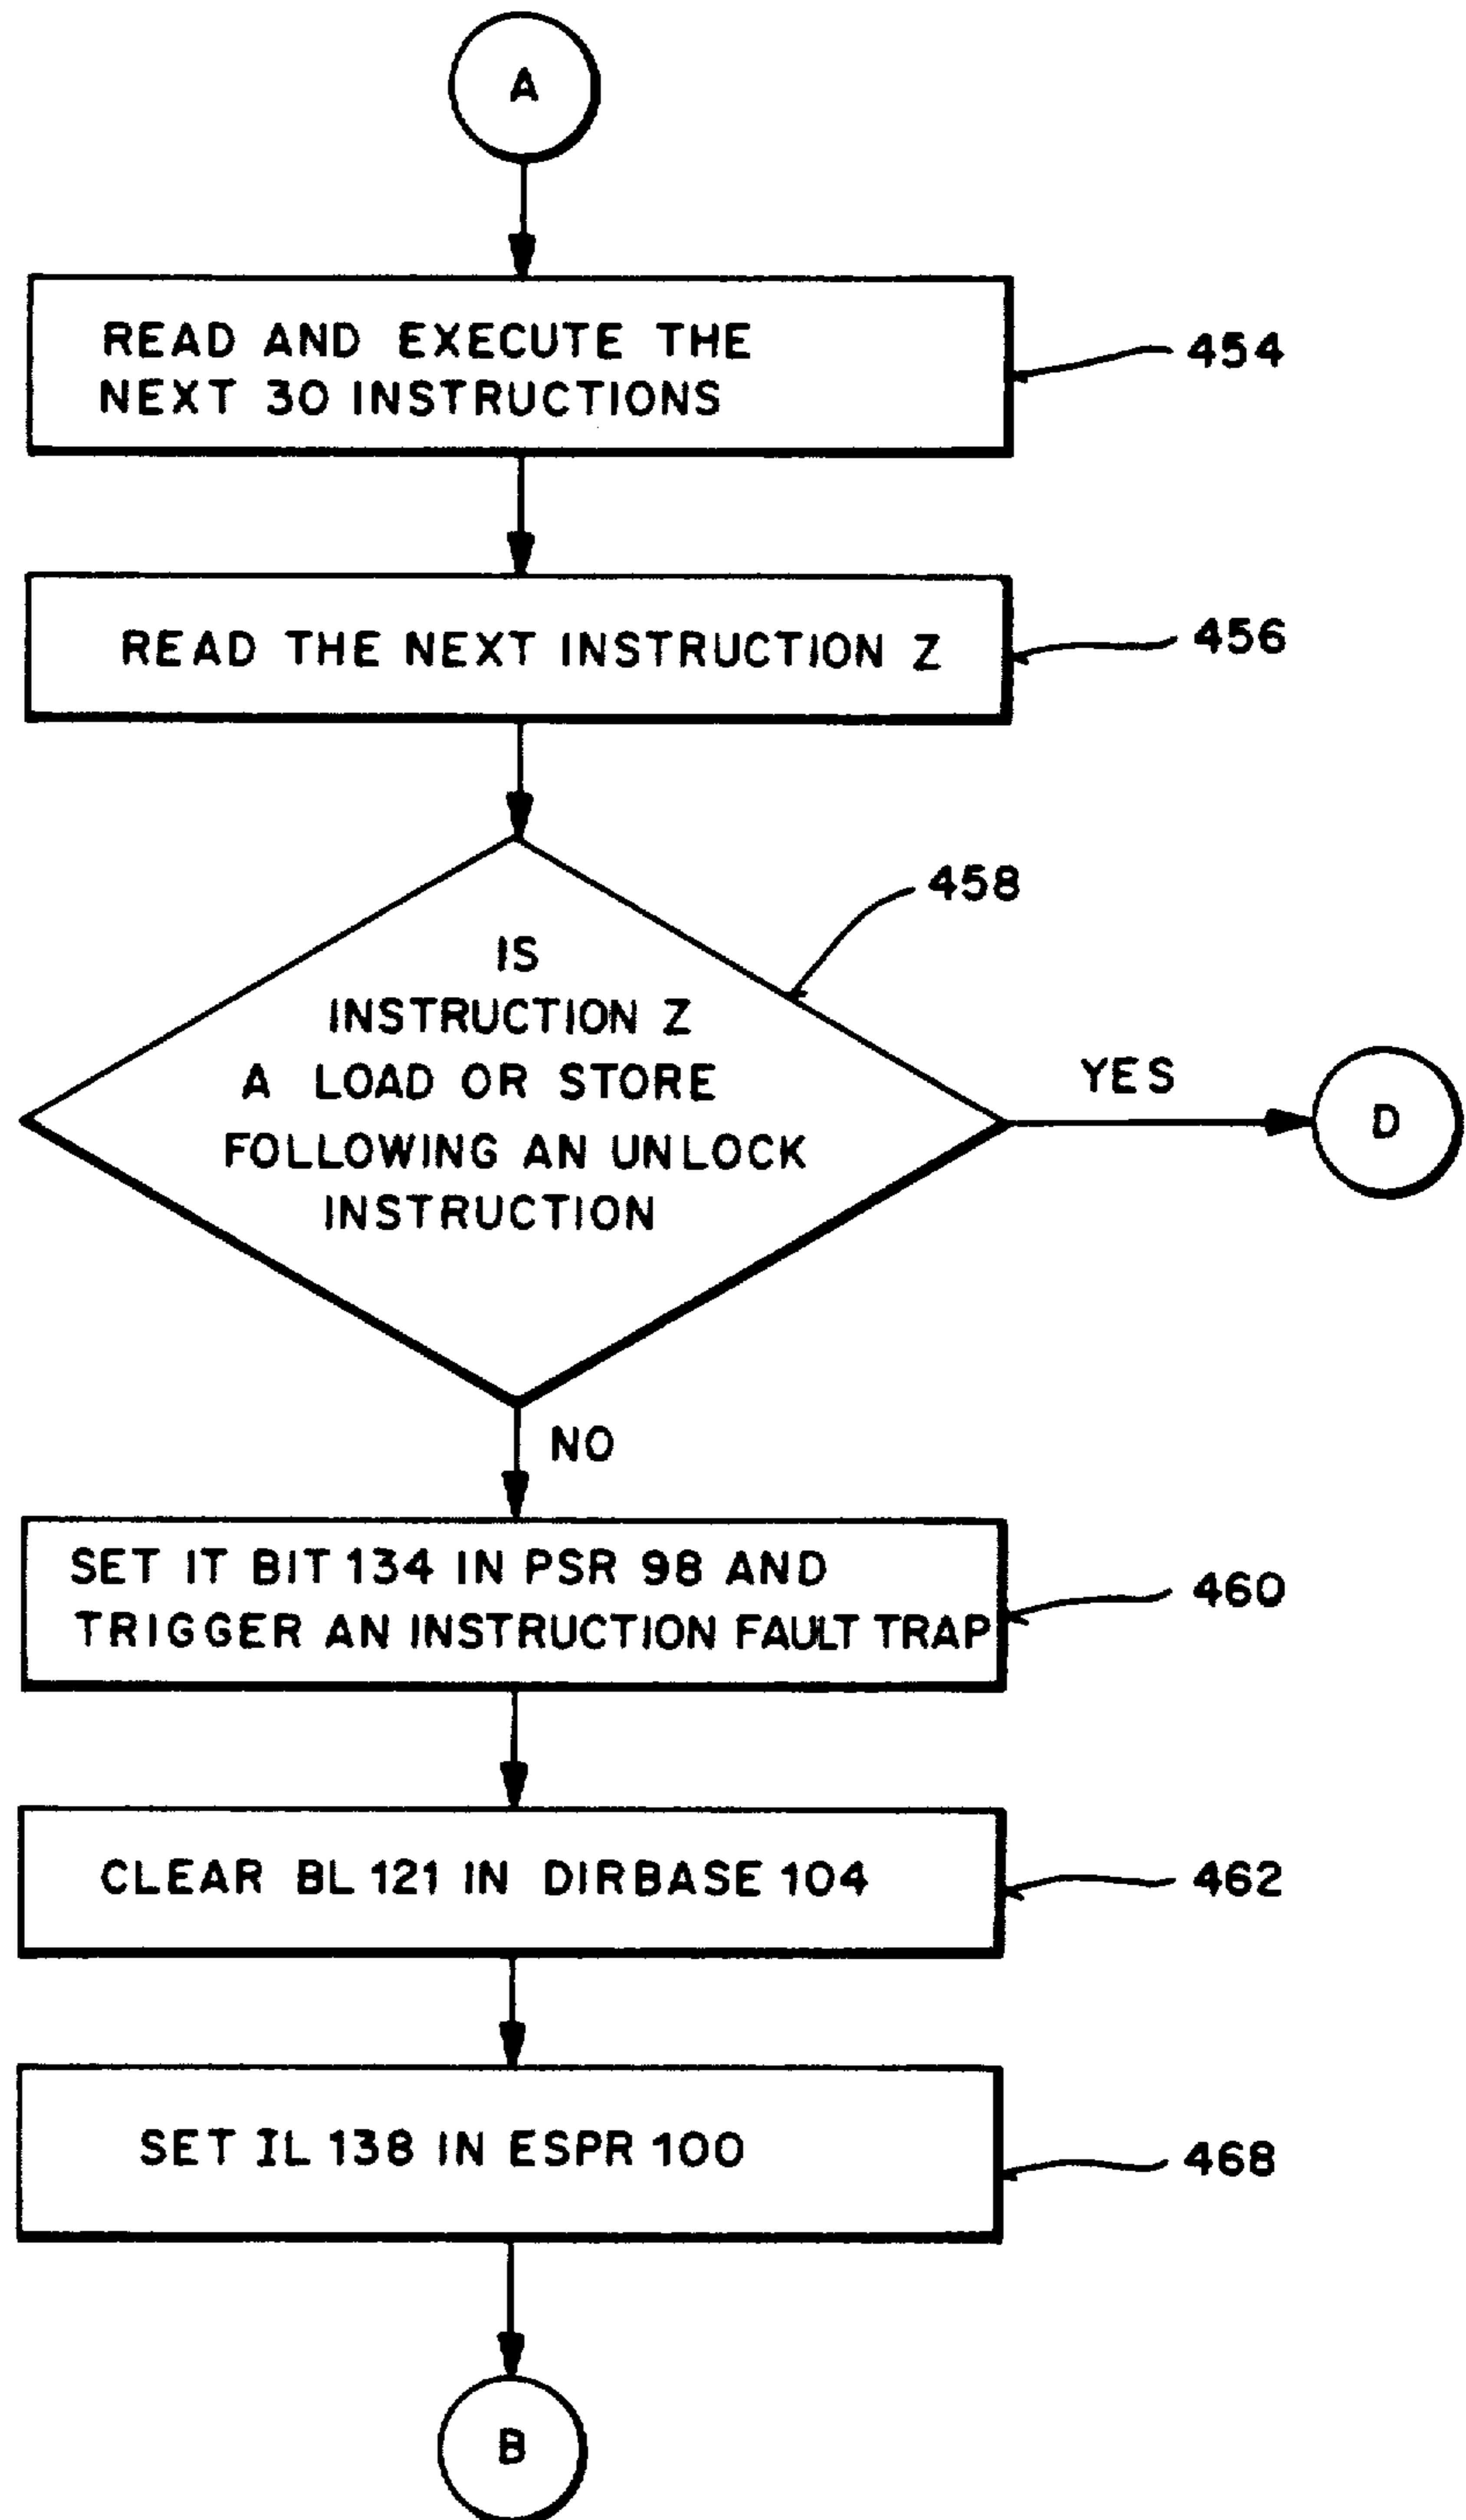 A
READ AND EXECUTE THE
NEXT 30 INSTRUCTIONS
454
READ THE NEXT INSTRUCTION Z
456
458
IS
INSTRUCTION Z
A LOAD OR STORE
FOLLOWING AN UNLOCK
INSTRUCTION
YES
D
NO
SET IT BIT 134 IN PSR 98 AND
TRIGGER AN INSTRUCTION FAULT TRAP
460
CLEAR BL 121 IN DIRBASE 104
462
SET IL 138 IN ESPR 100
468
B